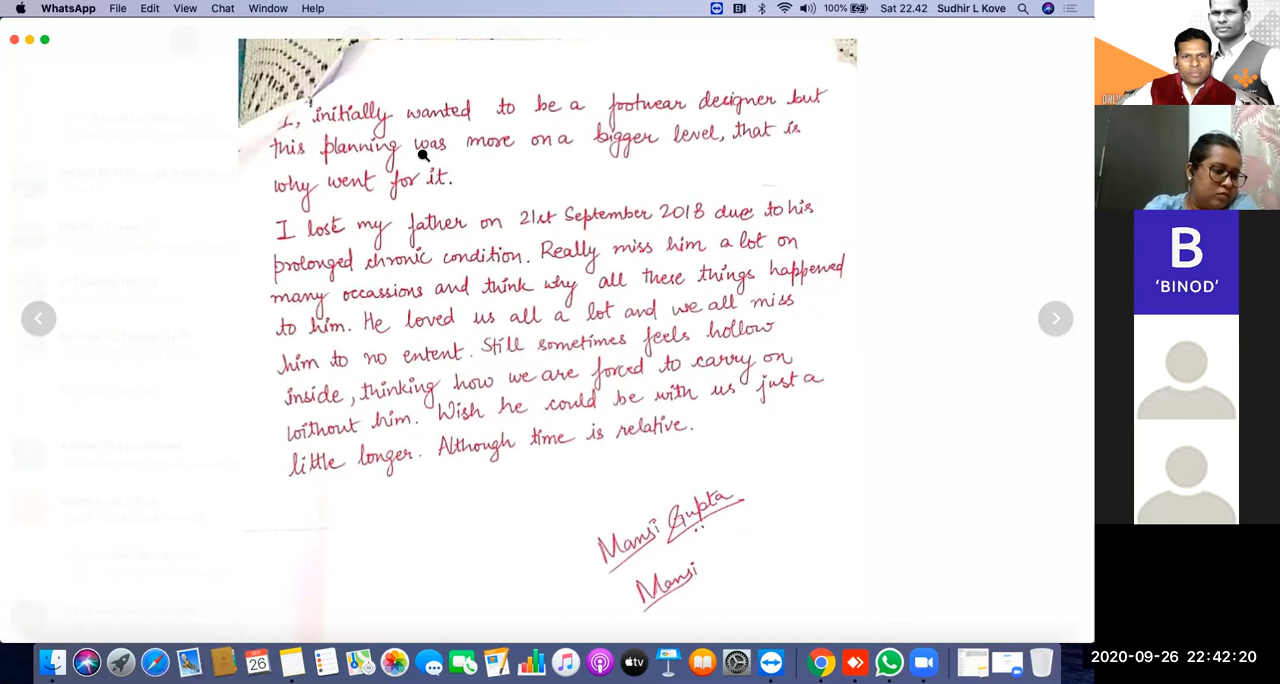 WhatsApp File Edit View Chat Window Help 100% Sat 22.42 Sudhir L Kove
I, initially wanted to be a footwear designer but
this planning was more on a bigger level, that is
why went for it.
I lost my father on 21st September 2018 due to his
prolonged chronic condition. Really miss him a lot on
many occassions and think why all these things happened
to him. He loved us all a lot and we all miss
him to no entent. Still sometimes feels hollow
inside, thinking how we are forced to carry on
without him. Wish he could be with us just a
little longer. Although time is relative.
Mansi Gupta
Mansi
B
'BINOD'
SEP
26
tv
2020-09-26 22:42:20